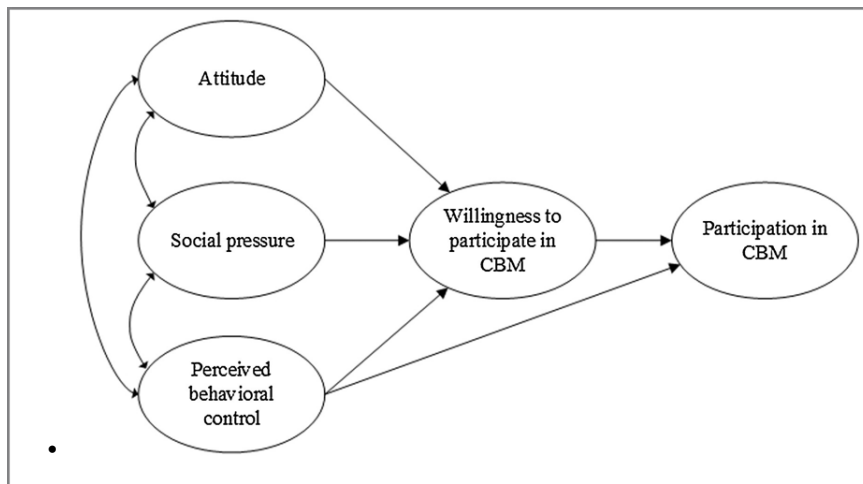 Attitude
Social pressure
Willingness to
participate in
CBM
Participation in
CBM
Perceived
behavioral
control